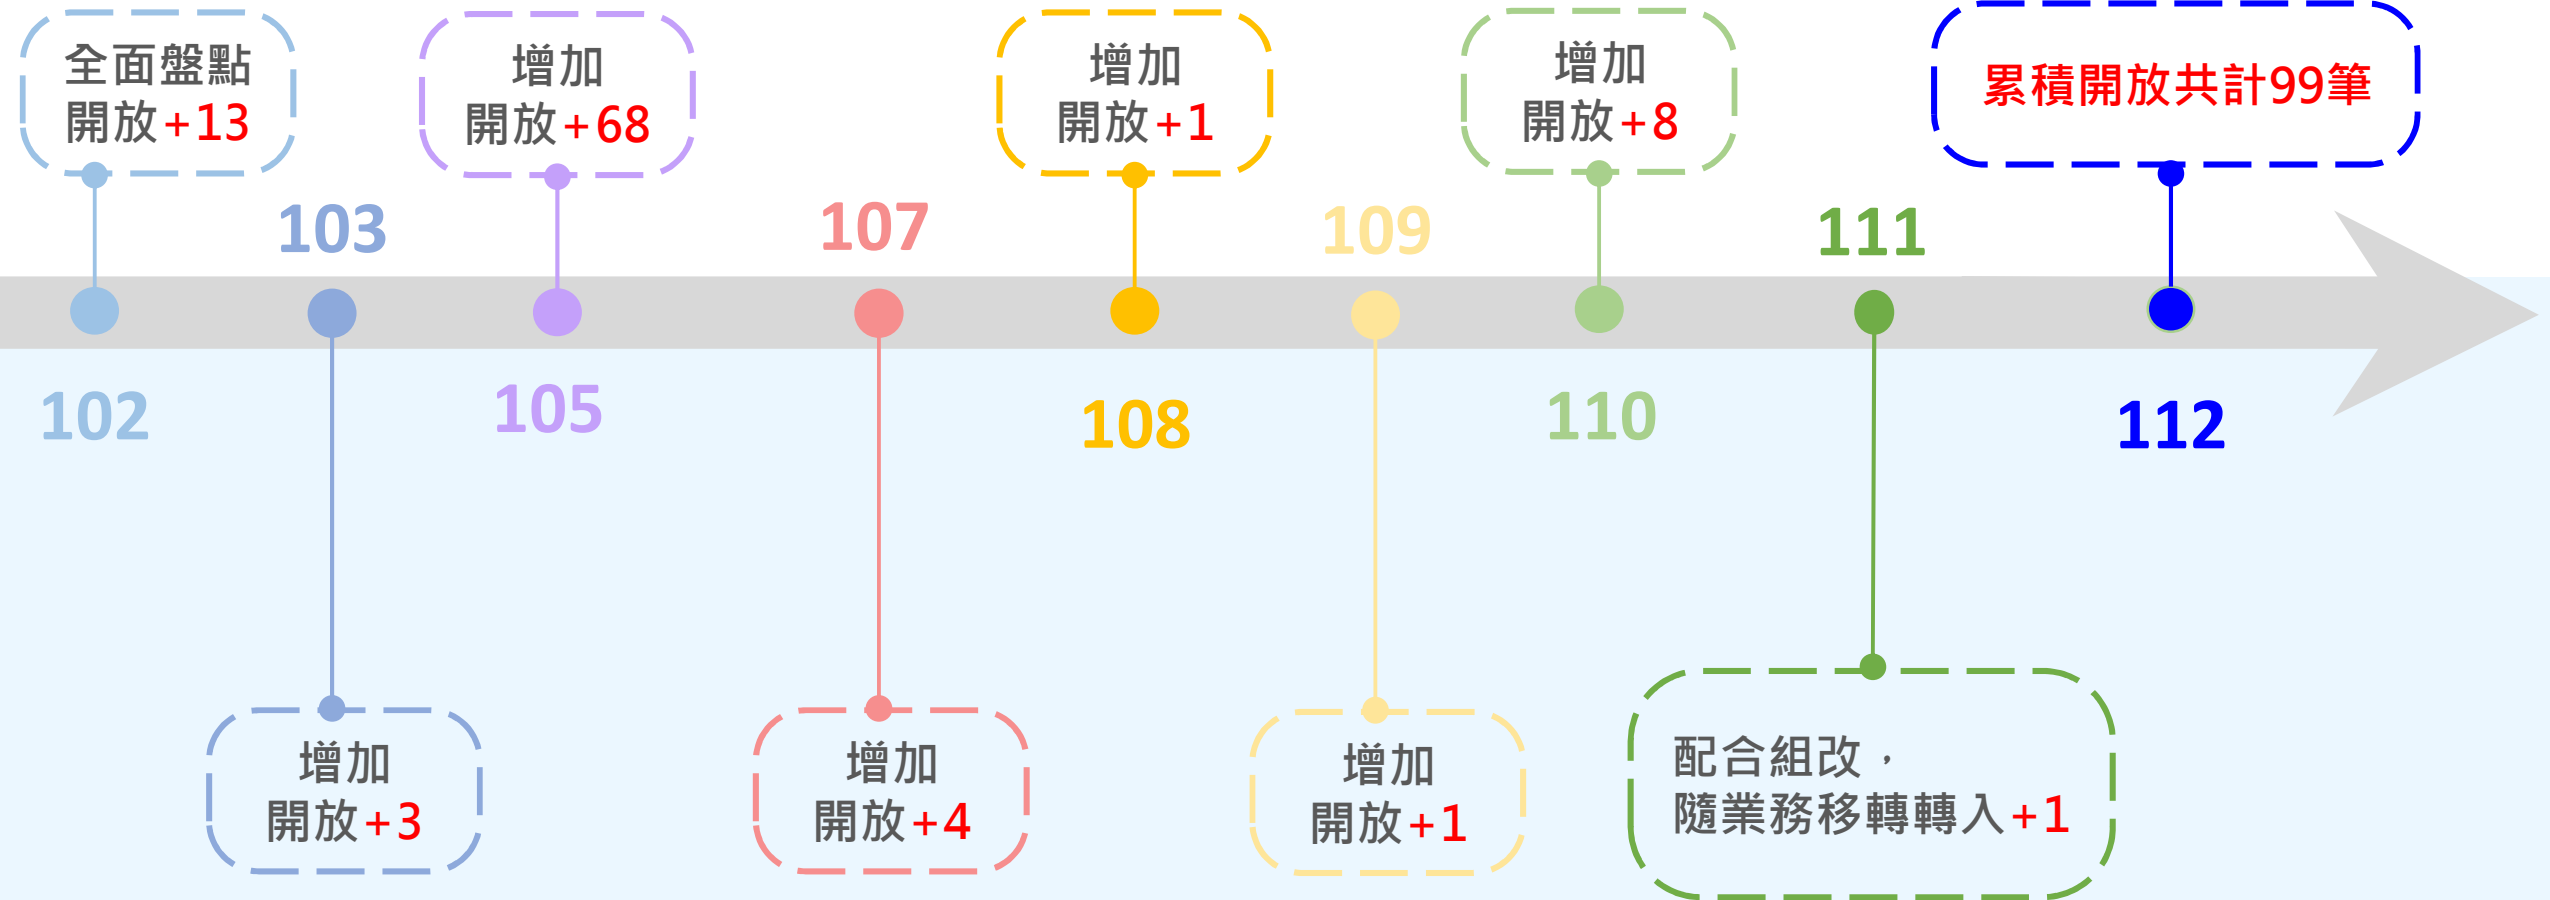 全面盤點
開放+13
增加
開放+68
增加
開放+1
增加
開放+8
累積開放共計99筆
103
107
109
111
102
105
108
110
112
增加
開放+3
增加
開放+4
增加
開放+1
配合組改，
隨業務移轉轉入+1